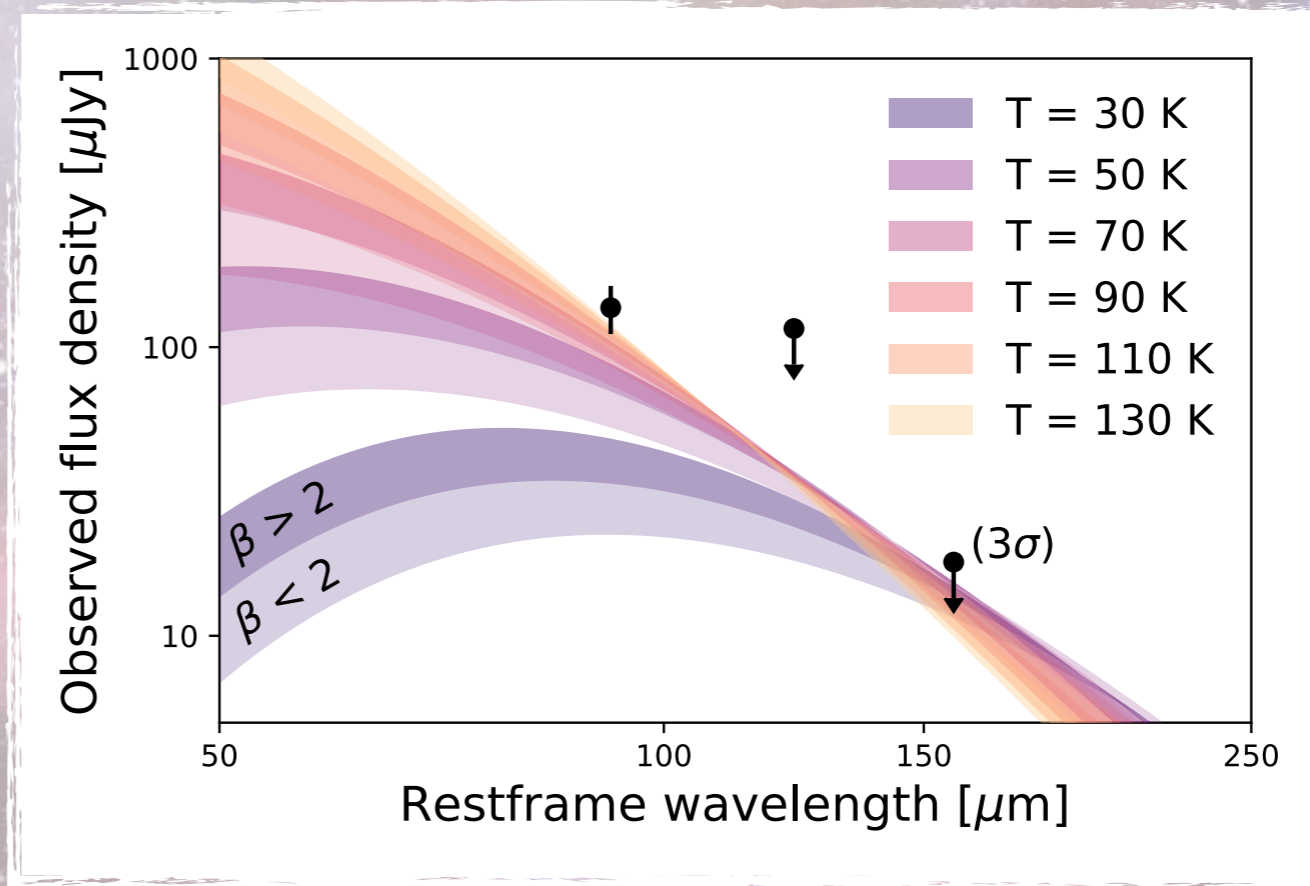 1000
100
10
Observed flux density [μJy]
T = 30 K
T = 50 K
T = 70 K
T = 90 K
T = 110 K
T = 130 K
β > 2
β < 2
(3σ)
50
100
150
250
Restframe wavelength [μm]